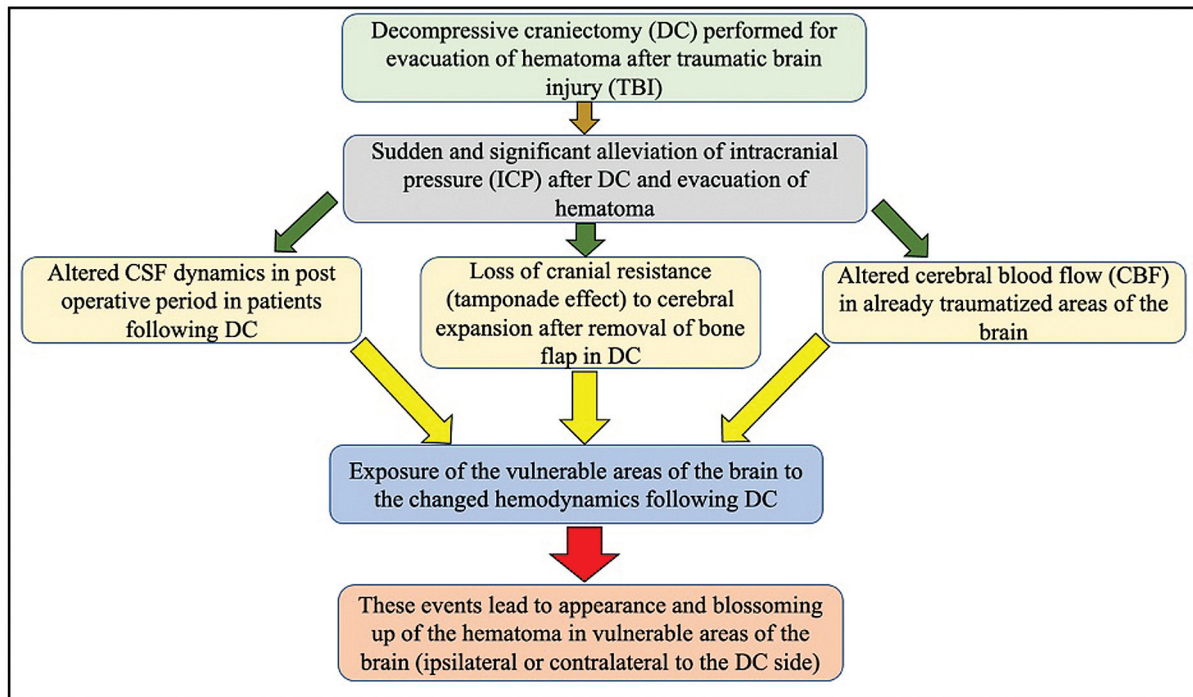 Decompressive craniectomy (DC) performed for
evacuation of hematoma after traumatic brain
injury (TBI)
Sudden and significant alleviation of intracranial
pressure (ICP) after DC and evacuation of
hematoma
Altered CSF dynamics in post
operative period in patients
following DC
Loss of cranial resistance
(tamponade effect) to cerebral
expansion after removal of bone
flap in DC
Altered cerebral blood flow (CBF)
in already traumatized areas of the
brain
Exposure of the vulnerable areas of the brain to
the changed hemodynamics following DC
These events lead to appearance and blossoming
up of the hematoma in vulnerable areas of the
brain (ipsilateral or contralateral to the DC side)